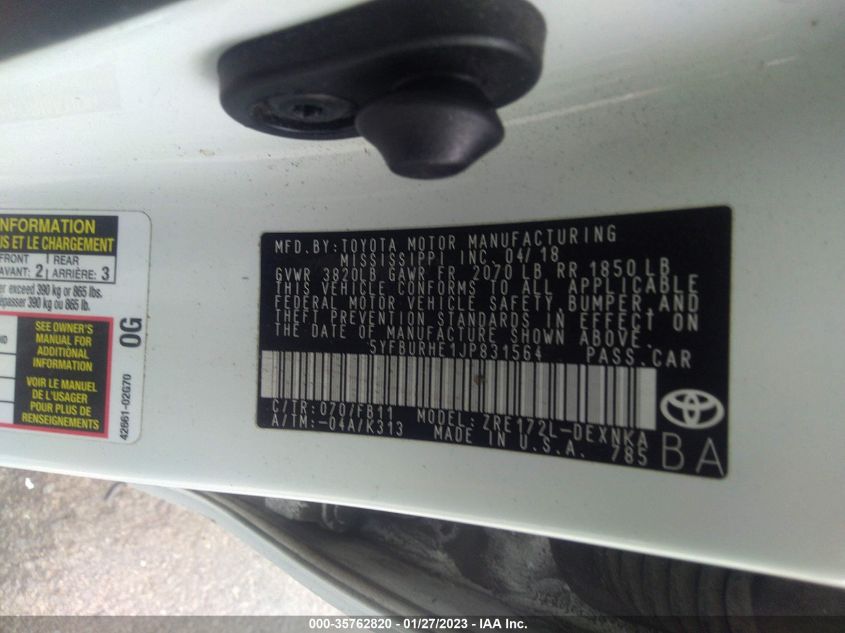 INFORMATION
US ET LE CHARGEMENT
FRONT REAR
AVANT: 2 ARRIÈRE: 3
er exceed 390 kg or 865 lbs.
épasser 390 kg ou 865 lb.
SEE OWNER'S
MANUAL FOR
ADDITIONAL
INFORMATION
VOIR LE MANUEL
DE L'USAGER
POUR PLUS DE
RENSEIGNEMENTS
0G
42661-02G70
MFD. BY: TOYOTA MOTOR MANUFACTURING
MISSISSIPPI INC. 04/18
GVWR 3820LB GAWR FR 2070 LB RR 1850 LB
THIS VEHICLE CONFORMS TO ALL APPLICABLE
FEDERAL MOTOR VEHICLE SAFETY, BUMPER, AND
THEFT PREVENTION STANDARDS IN EFFECT ON
THE DATE OF MANUFACTURE SHOWN ABOVE.
5YFBURHE1JP831564 PASS. CAR
C/TR: 070/FB11 MODEL: ZRE172L-DEXNKA
A/TM: -04A/K313 MADE IN U.S.A. 785
BA
000-35762820 - 01/27/2023 - IAA Inc.